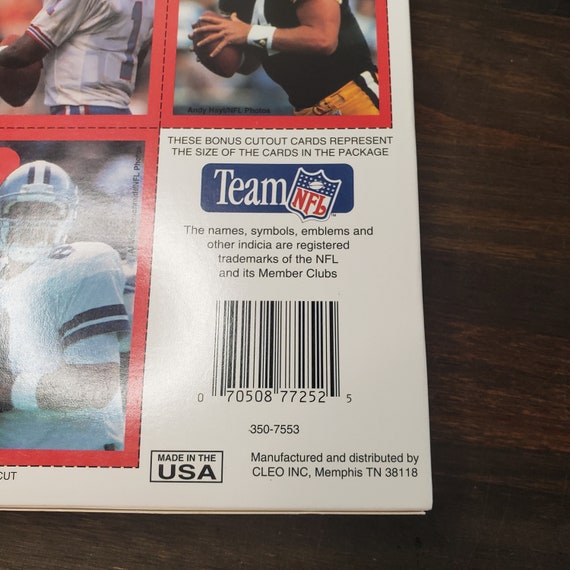 1
Andy Hayt/NFL Photos
THESE BONUS CUTOUT CARDS REPRESENT
THE SIZE OF THE CARDS IN THE PACKAGE
Team NFL
The names, symbols, emblems and
other indicia are registered
trademarks of the NFL
and its Member Clubs
0 70508 77252 5
350-7553
MADE IN THE
USA
Manufactured and distributed by
CLEO INC, Memphis TN 38118
CUT